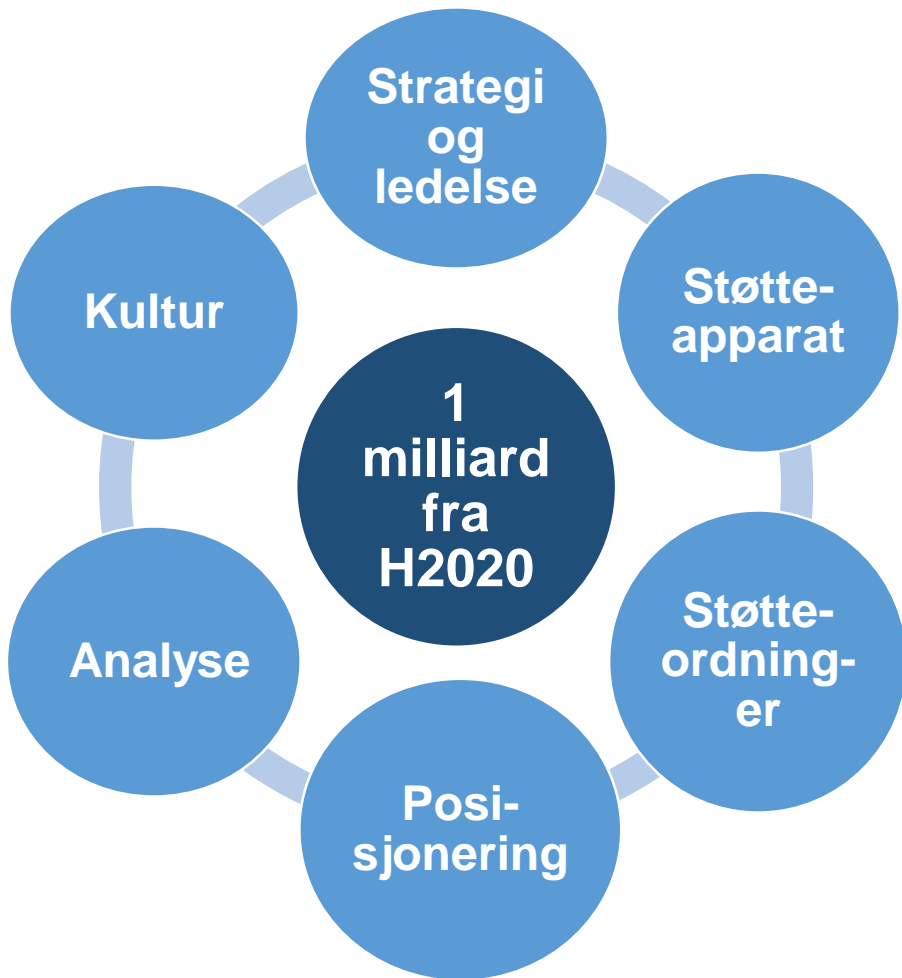 Strategi
og
ledelse
Støtte-
apparat
Støtte-
ordning-
er
Posi-
sjonering
Analyse
Kultur
1
milliard
fra
H2020